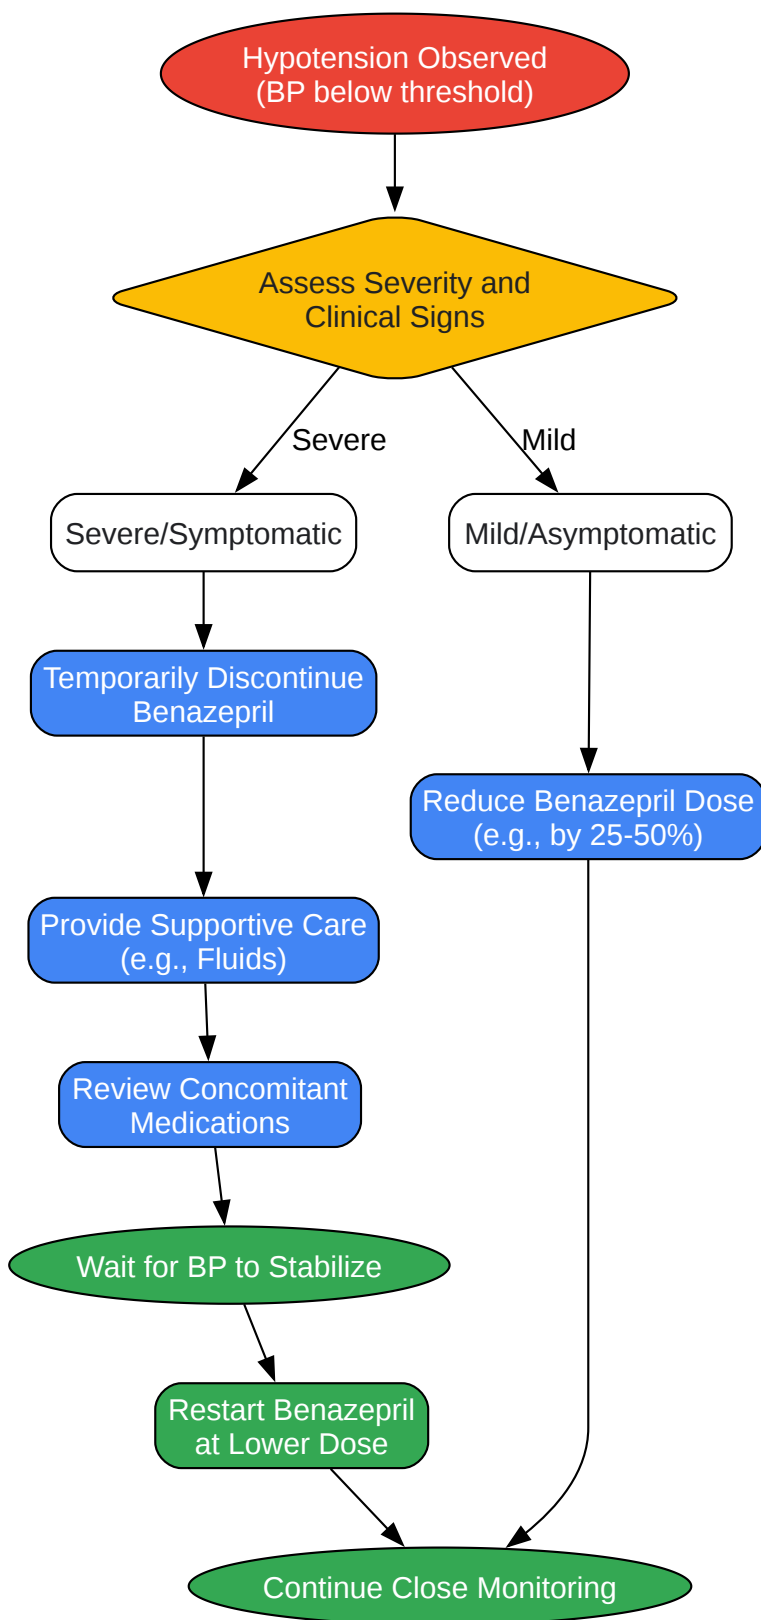 Hypotension Observed
(BP below threshold)
Assess Severity and
Clinical Signs
Severe
Mild
Severe/Symptomatic
Mild/Asymptomatic
Temporarily Discontinue
Benazepril
Reduce Benazepril Dose
(e.g., by 25-50%)
Provide Supportive Care
(e.g., Fluids)
Review Concomitant
Medications
Wait for BP to Stabilize
Restart Benazepril
at Lower Dose
Continue Close Monitoring